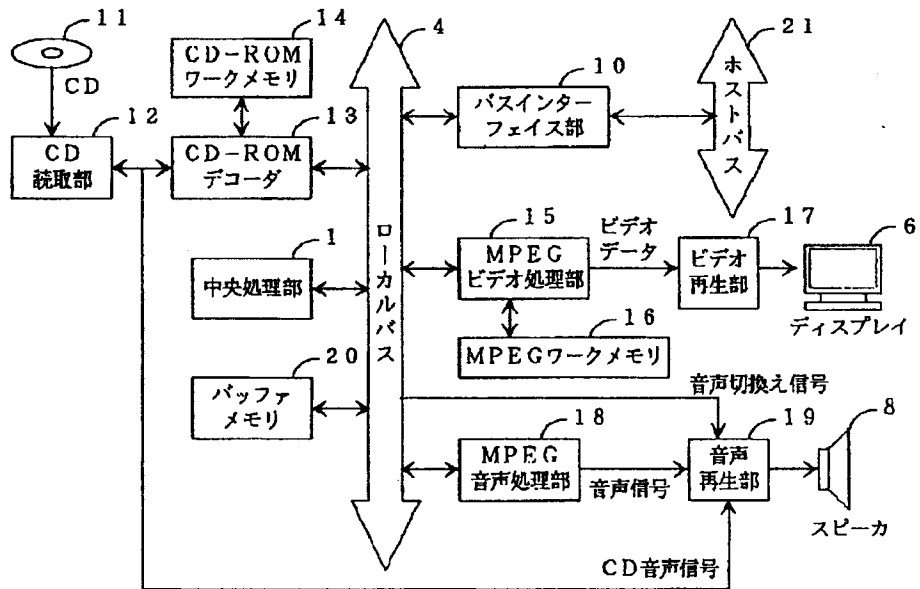 11
CD
12
CD
読取部
14
CD-ROM
ワークメモリ
13
CD-ROM
デコーダ
1
中央処理部
20
バッファ
メモリ
4
ローカルバス
10
バスインター
フェイス部
21
ホストバス
15
MPEG
ビデオ処理部
ビデオ
データ
17
ビデオ
再生部
6
ディスプレイ
16
MPEGワークメモリ
音声切換え信号
18
MPEG
音声処理部
音声信号
19
音声
再生部
8
スピーカ
CD音声信号